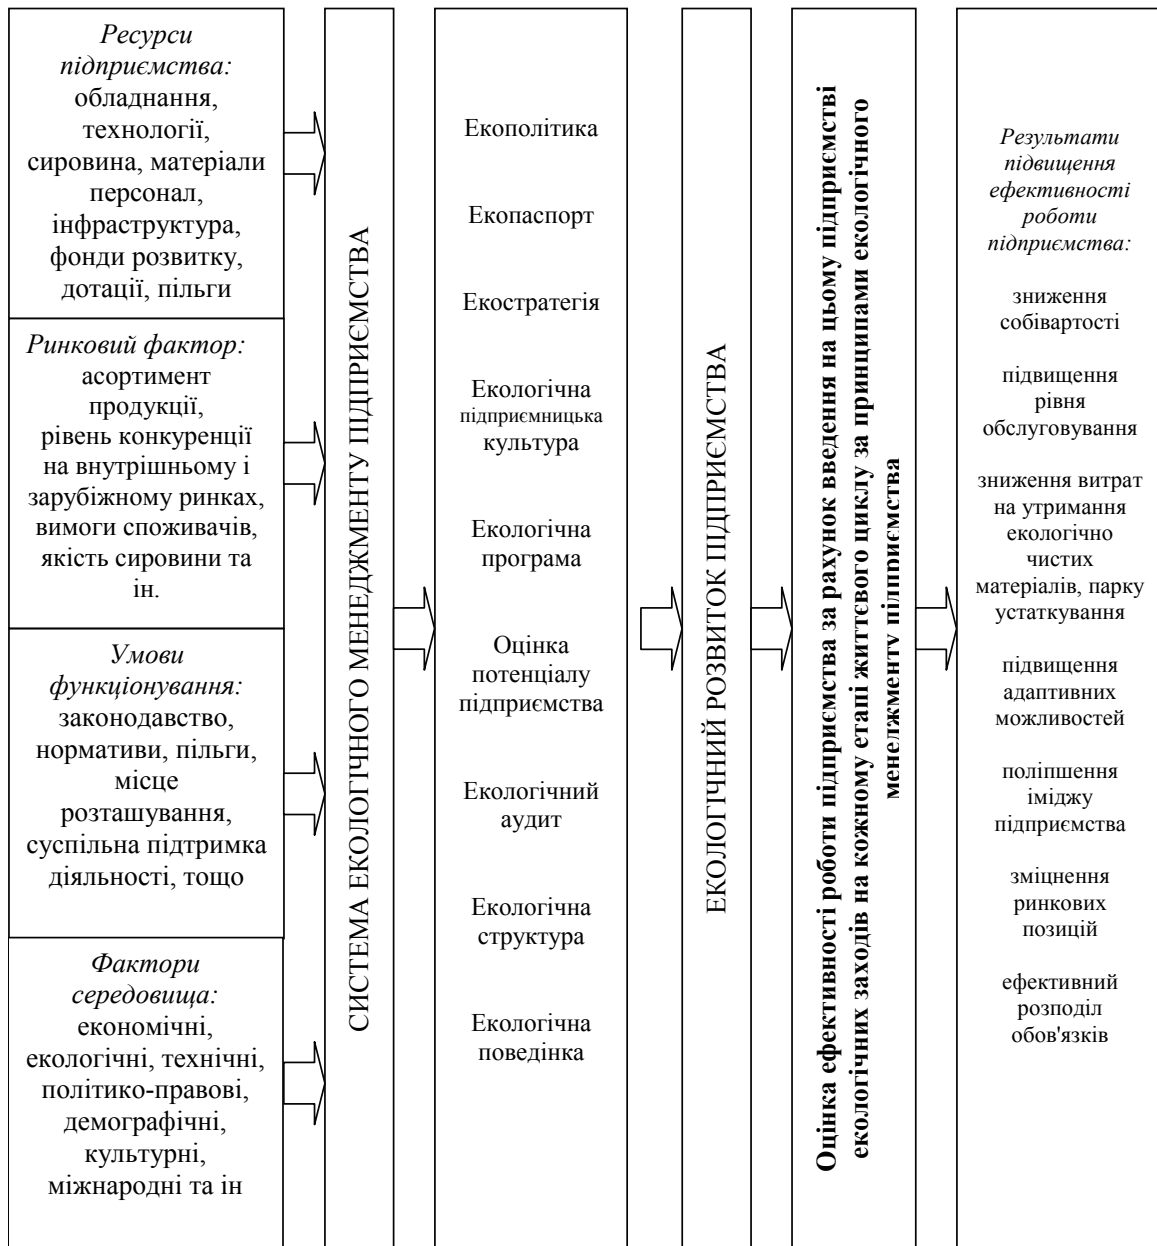 Ресурси
підприємства:
обладнання,
технології,
сировина, матеріали
персонал,
інфраструктура,
фонди розвитку,
дотації, пільги
Ринковий фактор:
асортимент
продукції,
рівень конкуренції
на внутрішньому і
зарубіжному ринках,
вимоги споживачів,
якість сировини та
ін.
Умови
функціонування:
законодавство,
нормативи, пільги,
місце
розташування,
суспільна підтримка
діяльності, тощо
Фактори
середовища:
економічні,
екологічні, технічні,
політико-правові,
демографічні,
культурні,
міжнародні та ін
СИСТЕМА ЕКОЛОГІЧНОГО МЕНЕДЖМЕНТУ ПІДПРИЄМСТВА
Екополітика
Екопаспорт
Екостратегія
Екологічна
підприємницька
культура
Екологічна
програма
Оцінка
потенціалу
підприємства
Екологічний
аудит
Екологічна
структура
Екологічна
поведінка
ЕКОЛОГІЧНИЙ РОЗВИТОК ПІДПРИЄМСТВА
Оцінка ефективності роботи підприємства за рахунок введення на цьому підприємстві
екологічних заходів на кожному етапі життєвого циклу за принципами екологічного
менеджменту підприємства
Результати
підвищення
ефективності
роботи
підприємства:
зниження
собівартості
підвищення
рівня
обслуговування
зниження витрат
на утримання
екологічно
чистих
матеріалів, парку
устаткування
підвищення
адаптивних
можливостей
поліпшення
іміджу
підприємства
зміцнення
ринкових
позицій
ефективний
розподіл
обов'язків